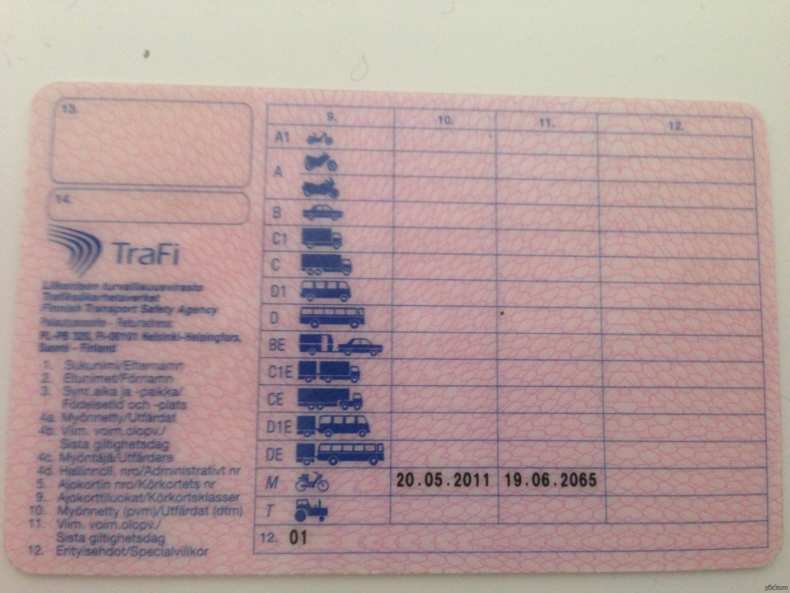 13.
14.
TraFi
Liikenteen turvallisuusvirasto
Trafiksäkerhetsverket
Finnish Transport Safety Agency
Helsinki-Helsingfors,
Suomi - Finland
1. Sukunimi/Efternamn
2. Etunimet/Förnamn
3. Synt.aika ja -paikka/
Födelsetid och -plats
4a. Myönnetty/Utfärdat
4b. Viim. voim.olopv./
Sista giltighetsdag
4c. Myöntäjä/Utfärdare
4d. Hallinnoll. nro/Administrativt nr
5. Ajokortin nro/Körkortets nr
9. Ajokorttiluokat/Körkortsklasser
10. Myönnetty (pvm)/Utfärdat (dtm)
11. Viim. voim.olopv./
Sista giltighetsdag
12. Erityisehdot/Specialvillkor
9. 10. 11. 12.
A1
A
B
C1
C
D1
D
BE
C1E
CE
D1E
DE
M 20.05.2011 19.06.2065
T
12. 01